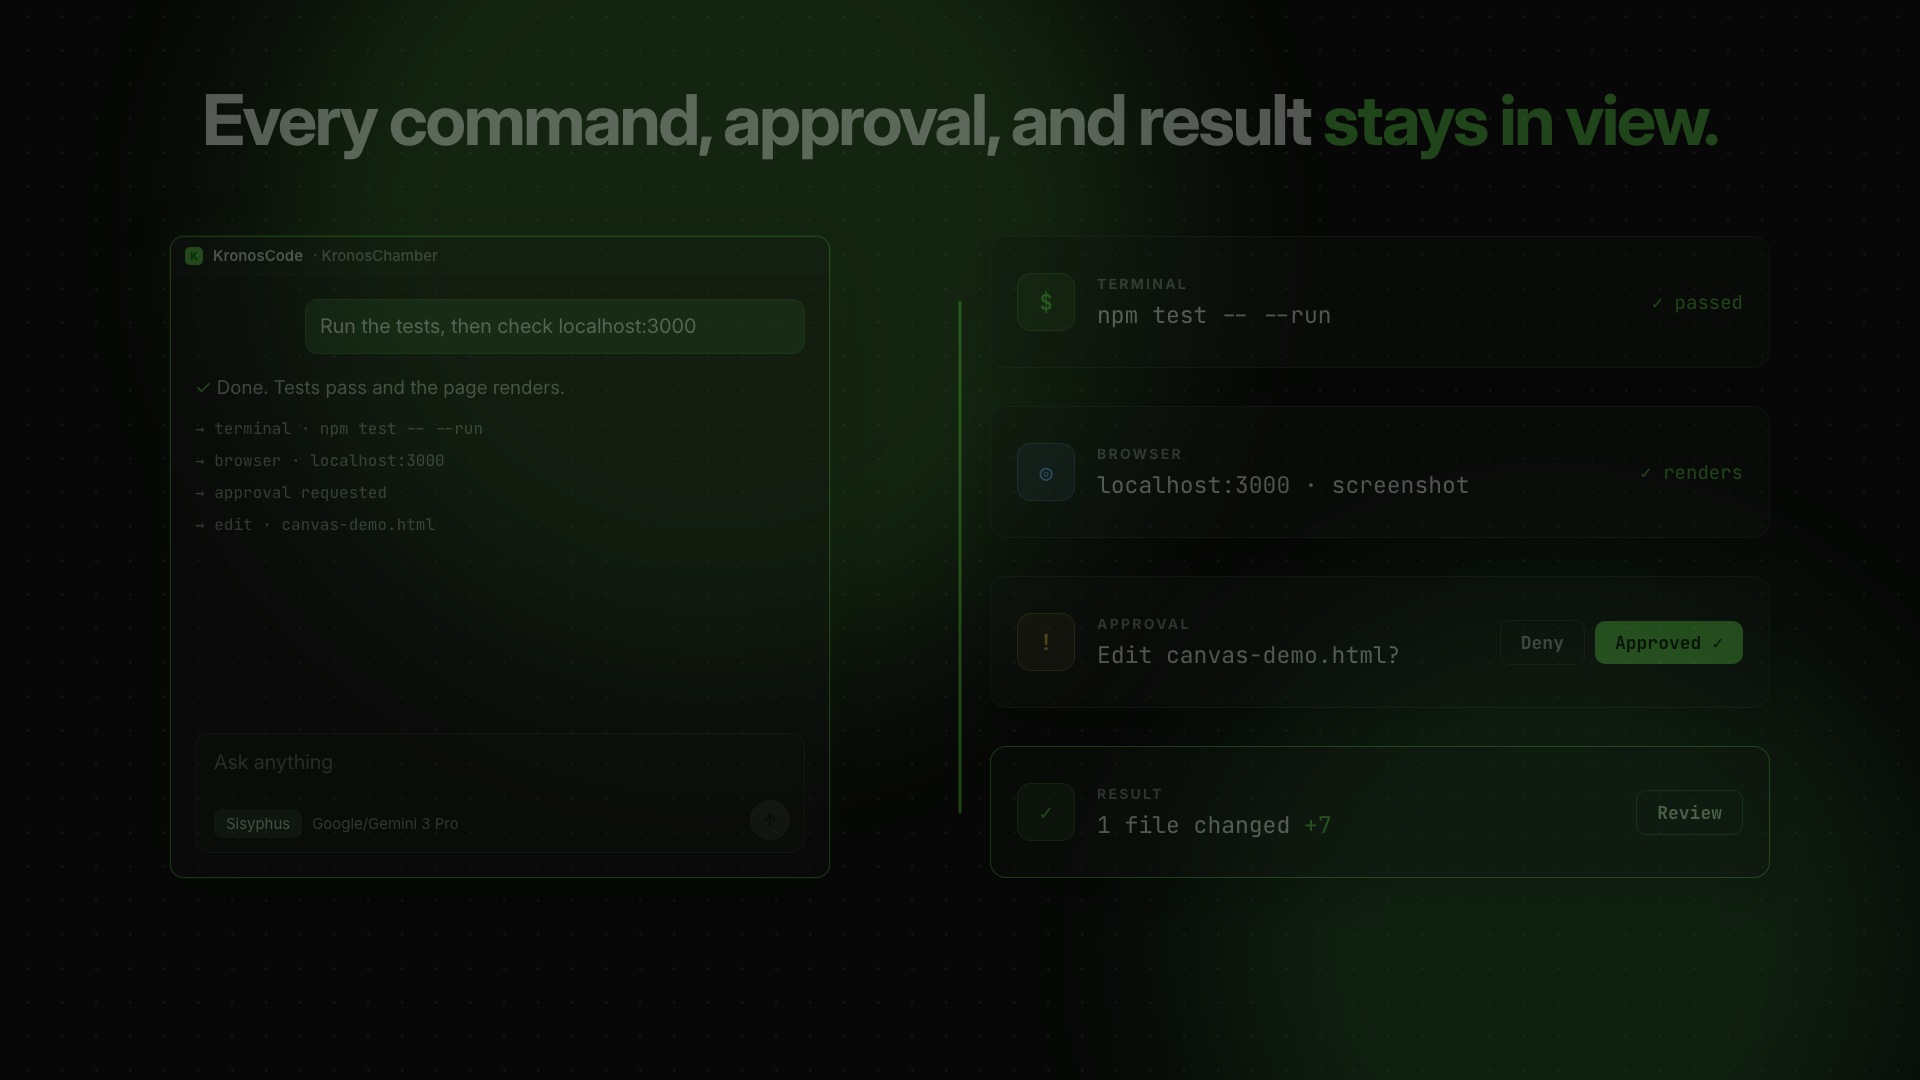 Every command, approval, and result stays in view.
K KronosCode · KronosChamber
Run the tests, then check localhost:3000
✓ Done. Tests pass and the page renders.
→ terminal · npm test -- --run
→ browser · localhost:3000
→ approval requested
→ edit · canvas-demo.html
Ask anything
Sisyphus Google/Gemini 3 Pro
$ TERMINAL
npm test -- --run
✓ passed
BROWSER
localhost:3000 · screenshot
✓ renders
! APPROVAL
Edit canvas-demo.html?
Deny Approved ✓
✓ RESULT
1 file changed +7
Review